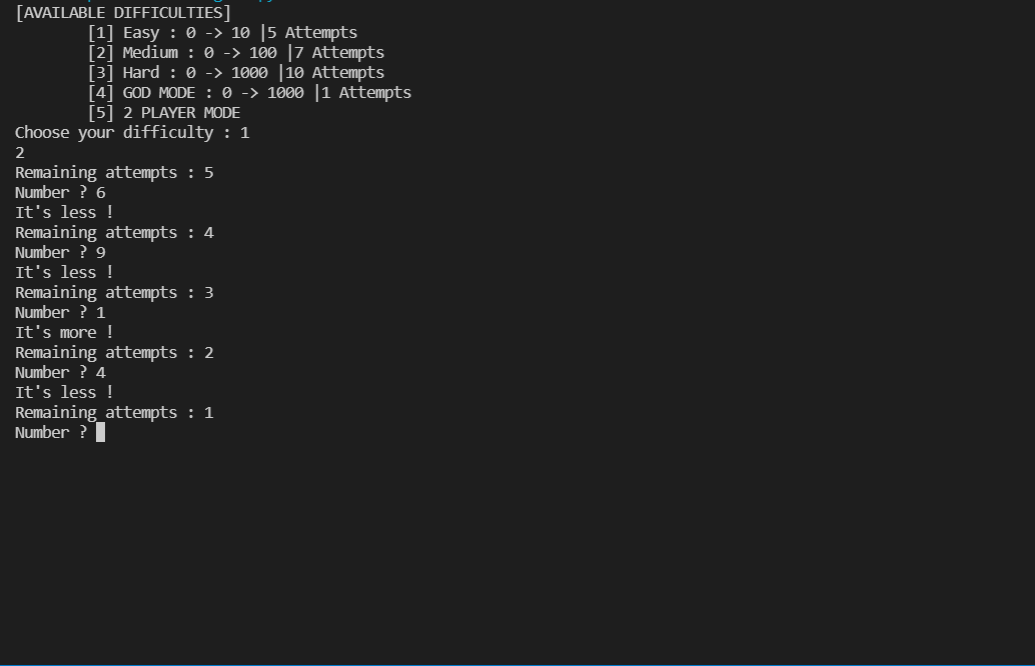 [AVAILABLE DIFFICULTIES]
[1] Easy : 0 -> 10 |5 Attempts
[2] Medium : 0 -> 100 |7 Attempts
[3] Hard : 0 -> 1000 |10 Attempts
[4] GOD MODE : 0 -> 1000 |1 Attempts
[5] 2 PLAYER MODE
Choose your difficulty : 1
2
Remaining attempts : 5
Number ? 6
It's less !
Remaining attempts : 4
Number ? 9
It's less !
Remaining attempts : 3
Number ? 1
It's more !
Remaining attempts : 2
Number ? 4
It's less !
Remaining attempts : 1
Number ?